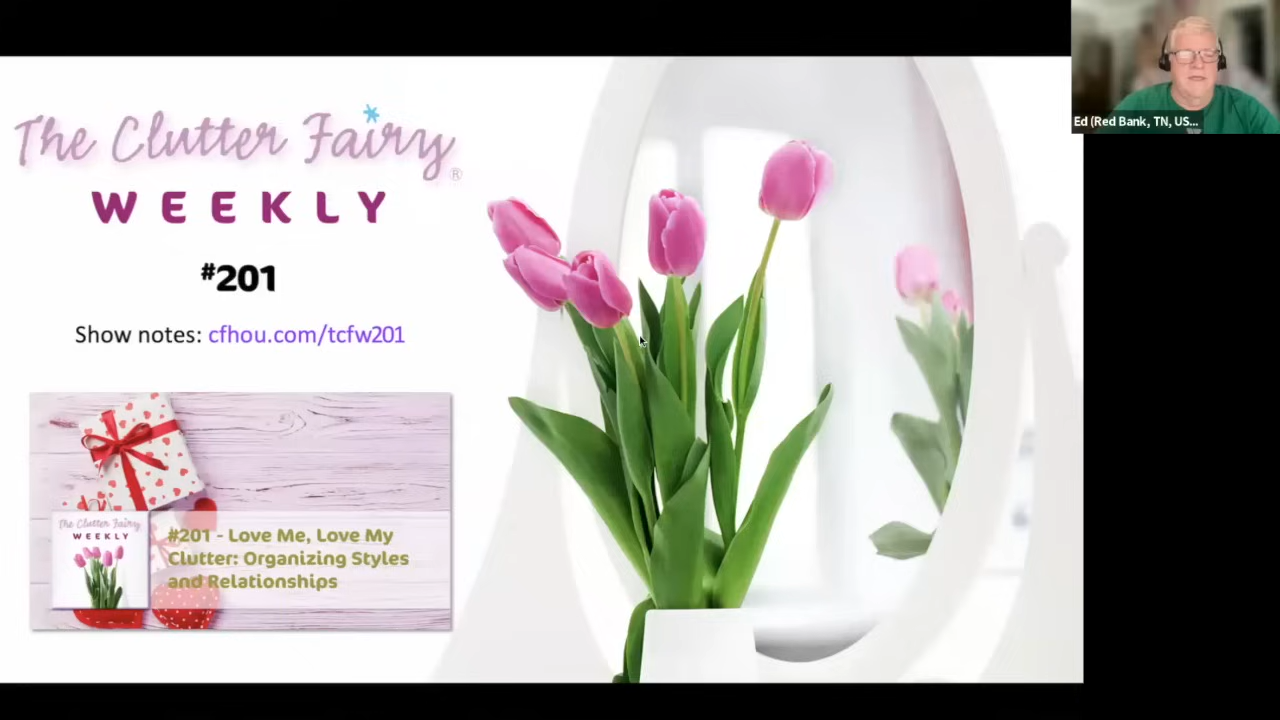 The Clutter Fairy®
WEEKLY
#201
Show notes: cfhou.com/tcfw201
The Clutter Fairy
WEEKLY
#201 - Love Me, Love My
Clutter: Organizing Styles
and Relationships
Ed (Red Bank, TN, US...